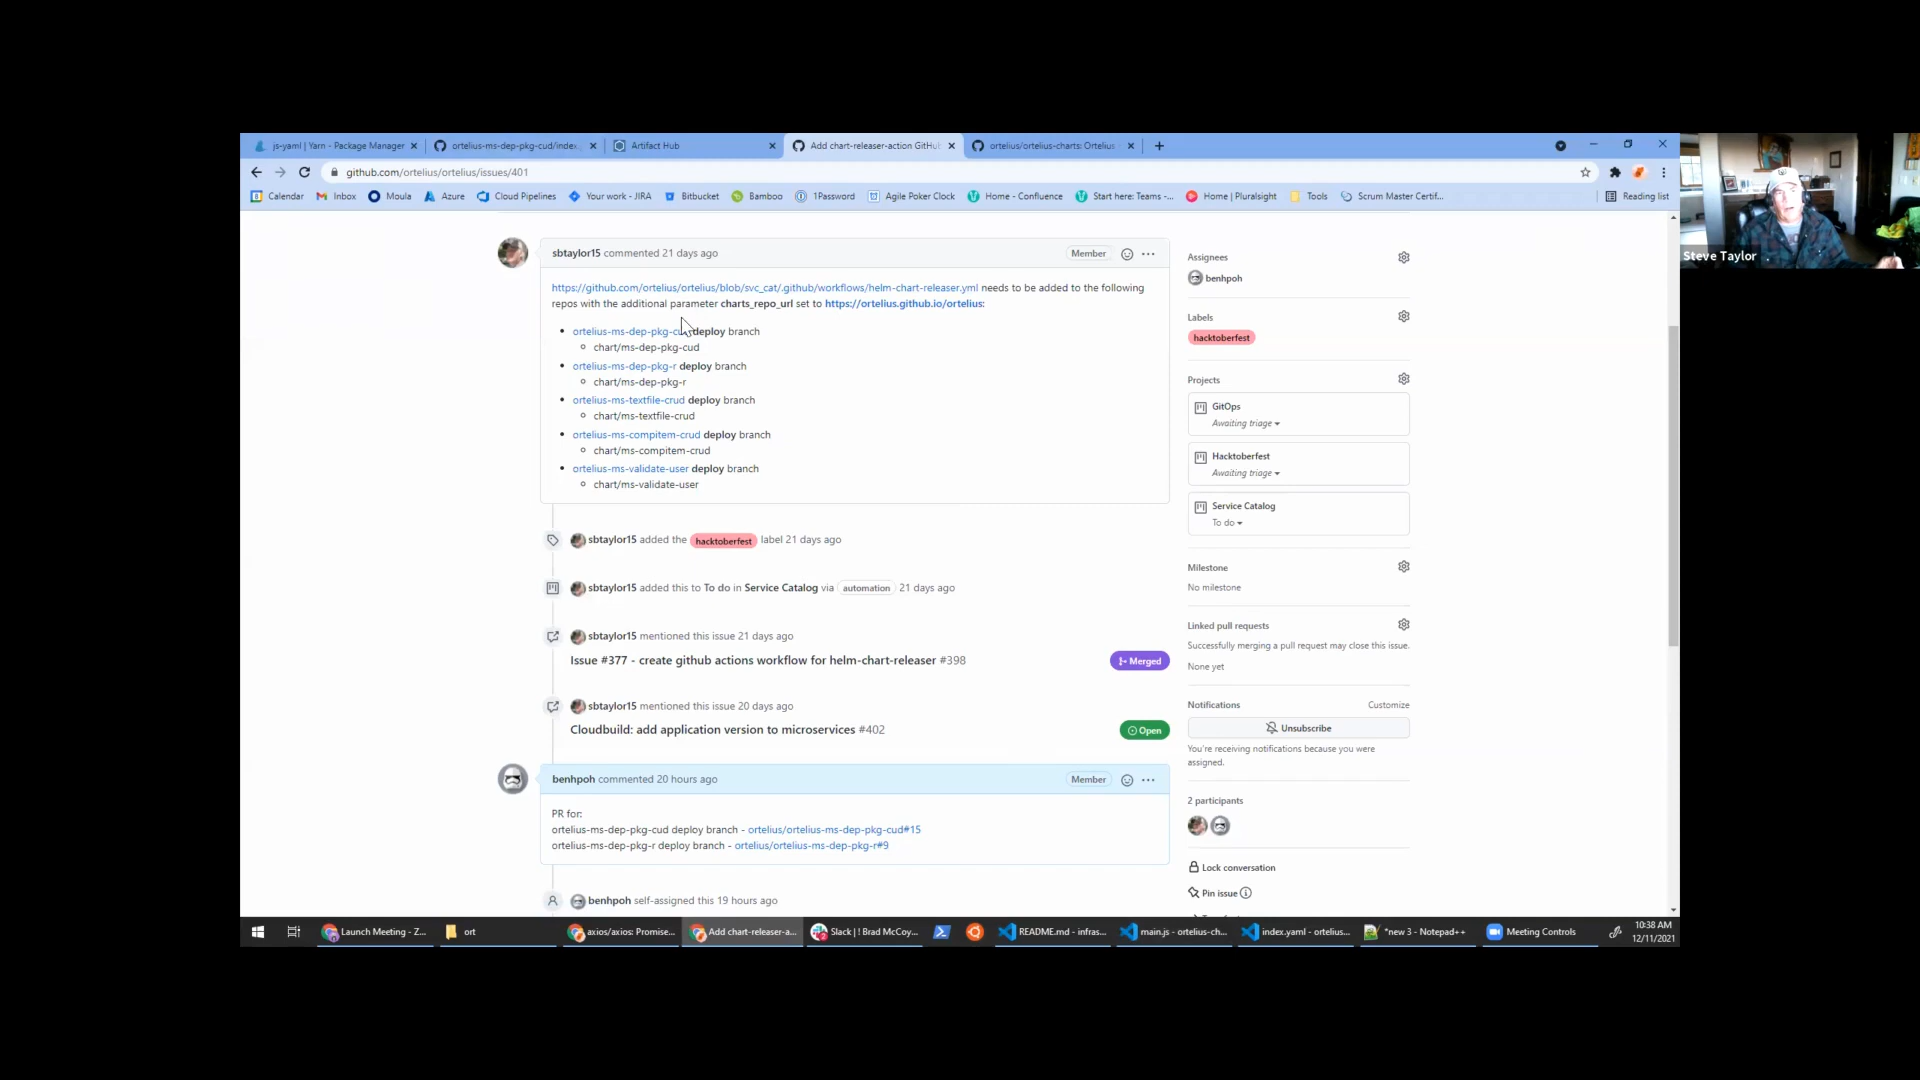 js-yaml | Yarn - Package Manager
ortelius-ms-dep-pkg-cud/index.
Artifact Hub
Add chart-releaser-action GitHu
ortelius/ortelius-charts: Ortelius
github.com/ortelius/ortelius/issues/401
Calendar
Inbox
Moula
Azure
Cloud Pipelines
Your work - JIRA
Bitbucket
Bamboo
1Password
Agile Poker Clock
Home - Confluence
Start here: Teams -...
Home | Pluralsight
Tools
Scrum Master Certif...
Reading list
Steve Taylor
sbtaylor15 commented 21 days ago
Member
https://github.com/ortelius/ortelius/blob/svc_cat/.github/workflows/helm-chart-releaser.yml needs to be added to the following
repos with the additional parameter charts_repo_url set to https://ortelius.github.io/ortelius:
ortelius-ms-dep-pkg-cu deploy branch
chart/ms-dep-pkg-cud
ortelius-ms-dep-pkg-r deploy branch
chart/ms-dep-pkg-r
ortelius-ms-textfile-crud deploy branch
chart/ms-textfile-crud
ortelius-ms-compitem-crud deploy branch
chart/ms-compitem-crud
ortelius-ms-validate-user deploy branch
chart/ms-validate-user
sbtaylor15 added the hacktoberfest label 21 days ago
sbtaylor15 added this to To do in Service Catalog via automation 21 days ago
sbtaylor15 mentioned this issue 21 days ago
Issue #377 - create github actions workflow for helm-chart-releaser #398
Merged
sbtaylor15 mentioned this issue 20 days ago
Cloudbuild: add application version to microservices #402
Open
benhpoh commented 20 hours ago
Member
PR for:
ortelius-ms-dep-pkg-cud deploy branch - ortelius/ortelius-ms-dep-pkg-cud#15
ortelius-ms-dep-pkg-r deploy branch - ortelius/ortelius-ms-dep-pkg-r#9
benhpoh self-assigned this 19 hours ago
Assignees
benhpoh
Labels
hacktoberfest
Projects
GitOps
Awaiting triage
Hacktoberfest
Awaiting triage
Service Catalog
To do
Milestone
No milestone
Linked pull requests
Successfully merging a pull request may close this issue.
None yet
Notifications
Customize
Unsubscribe
You're receiving notifications because you were
assigned.
2 participants
Lock conversation
Pin issue
Launch Meeting - Z...
ort
axios/axios: Promise...
Add chart-releaser-a...
Slack | ! Brad McCoy...
README.md - infras...
main.js - ortelius-ch...
index.yaml - ortelius...
*new 3 - Notepad++
Meeting Controls
10:38 AM
12/11/2021